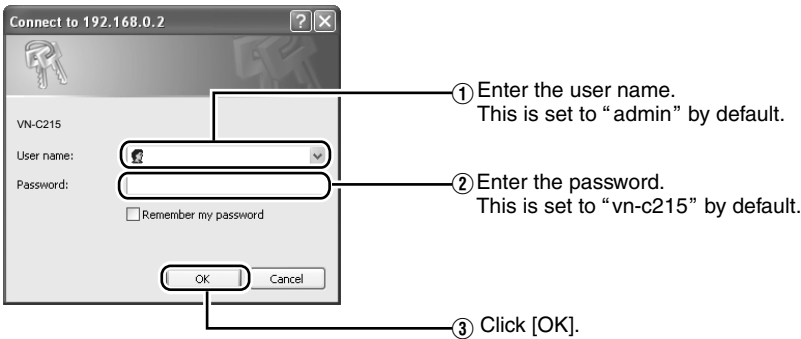 Connect to 192.168.0.2
VN-C215
User name:
Password:
Remember my password
OK
Cancel
① Enter the user name.
This is set to “admin” by default.
② Enter the password.
This is set to “vn-c215” by default.
③ Click [OK].